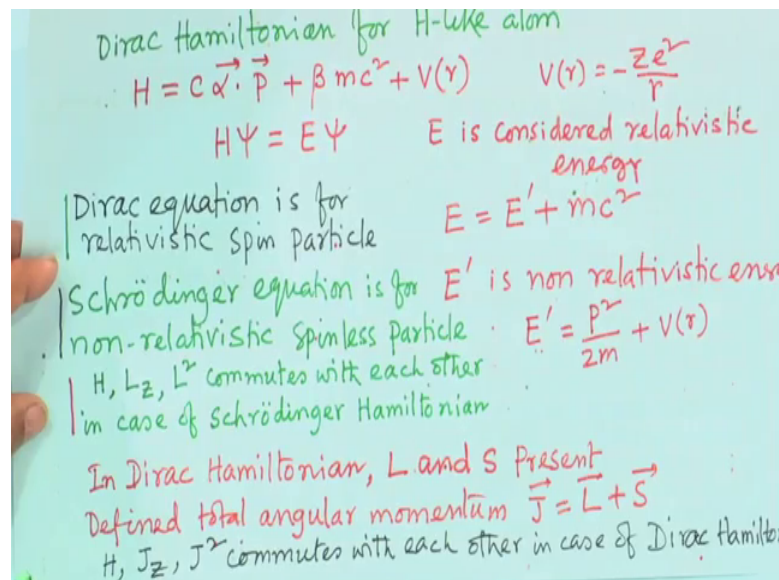 Dirac Hamiltonian for H-like atom
H = cα⃗·p⃗ + βmc² + V(r)    V(r) = -Ze²/r
Hψ = Eψ    E is considered relativistic
energy
Dirac equation is for
relativistic spin particle    E = E' + mc²
Schrödinger equation is for    E' is non relativistic ener
non-relativistic spinless particle    E' = p²/2m + V(r)
H, Lz, L² commutes with each other
in case of Schrödinger Hamiltonian
In Dirac Hamiltonian, L and S present
Defined total angular momentum J⃗ = L⃗ + S⃗
H, Jz, J² commutes with each other in case of Dirac Hamilto